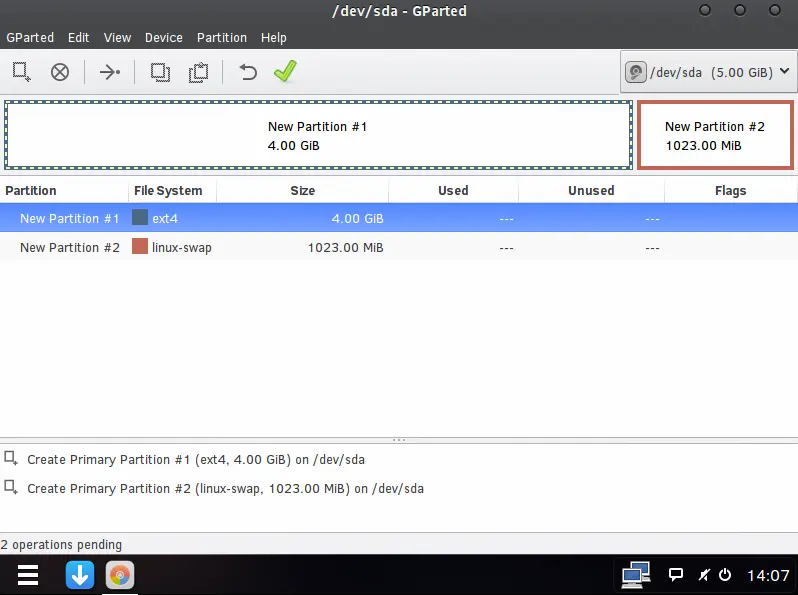 /dev/sda - GParted
GParted Edit View Device Partition Help
/dev/sda (5.00 GiB)
New Partition #1
4.00 GiB
New Partition #2
1023.00 MiB
Partition File System Size Used Unused Flags
New Partition #1 ext4 4.00 GiB --- ---
New Partition #2 linux-swap 1023.00 MiB --- ---
Create Primary Partition #1 (ext4, 4.00 GiB) on /dev/sda
Create Primary Partition #2 (linux-swap, 1023.00 MiB) on /dev/sda
2 operations pending
14:07